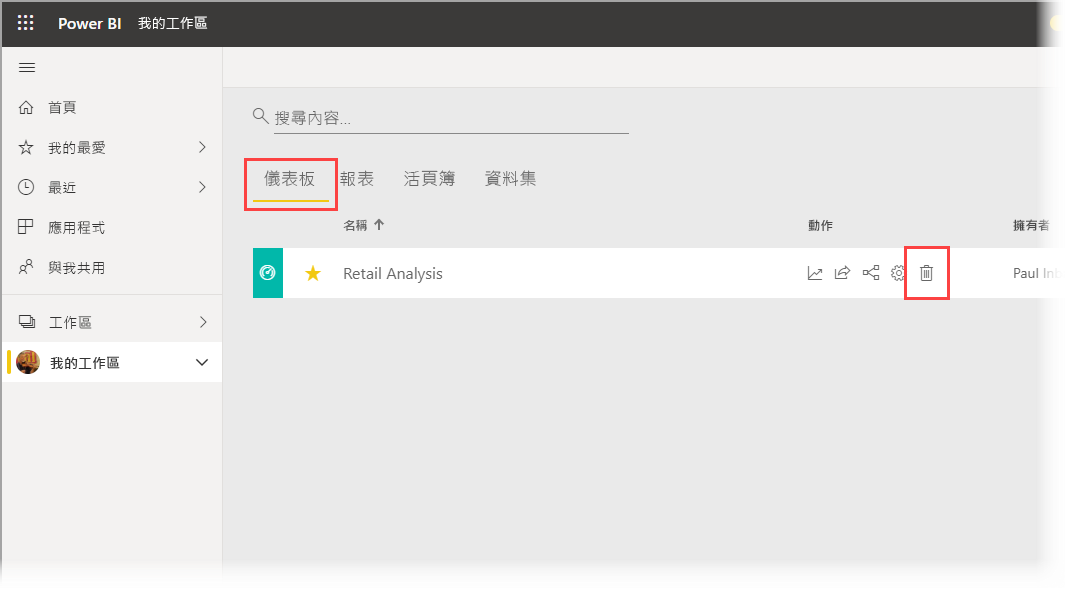 Power BI 我的工作區
首頁
我的最愛
最近
應用程式
與我共用
工作區
我的工作區
搜尋內容...
儀表板 報表 活頁簿 資料集
名稱 動作 擁有者
Retail Analysis Paul